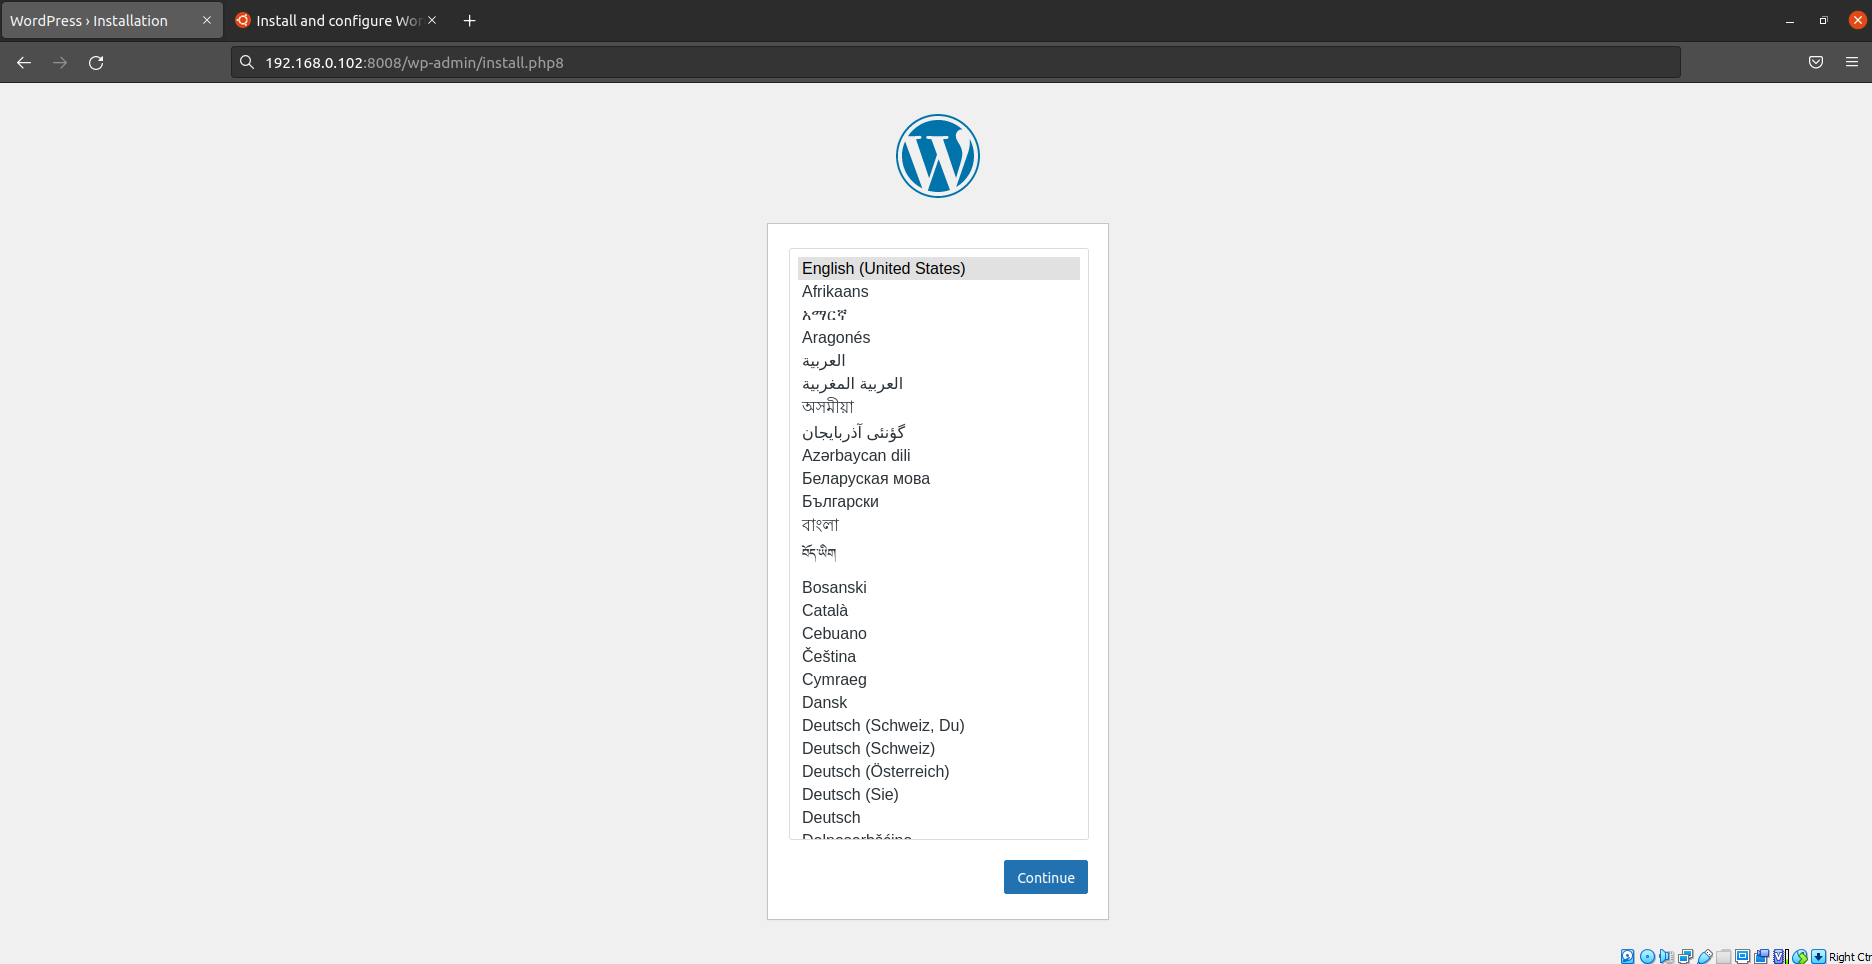 WordPress › Installation
Install and configure Wor
192.168.0.102:8008/wp-admin/install.php8
English (United States)
Afrikaans
አማርኛ
Aragonés
العربية
العربية المغربية
অসমীয়া
گؤنئی آذربایجان
Azərbaycan dili
Беларуская мова
Български
বাংলা
བོད་ཡིག
Bosanski
Català
Cebuano
Čeština
Cymraeg
Dansk
Deutsch (Schweiz, Du)
Deutsch (Schweiz)
Deutsch (Österreich)
Deutsch (Sie)
Deutsch
Continue
Right Ctr